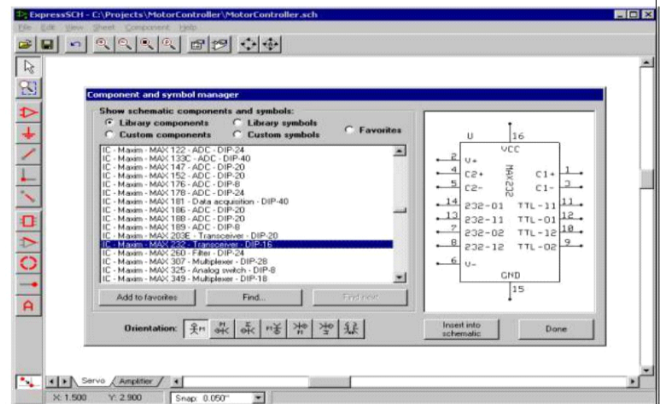 ExpressSCH - C:\Projects\MotorController\MotorController.sch
File Edit View Sheet Component Help
Component and symbol manager
Show schematic components and symbols:
Library components Library symbols
Custom components Custom symbols
Favorites
IC - Maxim - MAX 122 - ADC - DIP-24
IC - Maxim - MAX 133C - ADC - DIP-40
IC - Maxim - MAX 147 - ADC - DIP-20
IC - Maxim - MAX 152 - ADC - DIP-20
IC - Maxim - MAX 176 - ADC - DIP-8
IC - Maxim - MAX 178 - ADC - DIP-24
IC - Maxim - MAX 181 - Data acquisition - DIP-40
IC - Maxim - MAX 186 - ADC - DIP-20
IC - Maxim - MAX 188 - ADC - DIP-20
IC - Maxim - MAX 189 - ADC - DIP-8
IC - Maxim - MAX 203E - Transceiver - DIP-20
IC - Maxim - MAX 232 - Transceiver - DIP-16
IC - Maxim - MAX 260 - Filter - DIP-24
IC - Maxim - MAX 307 - Multiplexer - DIP-28
IC - Maxim - MAX 325 - Analog switch - DIP-8
IC - Maxim - MAX 349 - Multiplexer - DIP-18
Add to favorites Find... Find next
Orientation:
U 16
VCC
MAX232
2 V+
4 C2+ C1+ 1
5 C2- C1- 3
14 232-O1 TTL-I1 11
13 232-I1 TTL-O1 12
7 232-O2 TTL-I2 10
8 232-I2 TTL-O2 9
6 V-
GND
15
Insert into schematic
Done
Servo Amplifier
X: 1.500 Y: 2.900 Snap: 0.050"